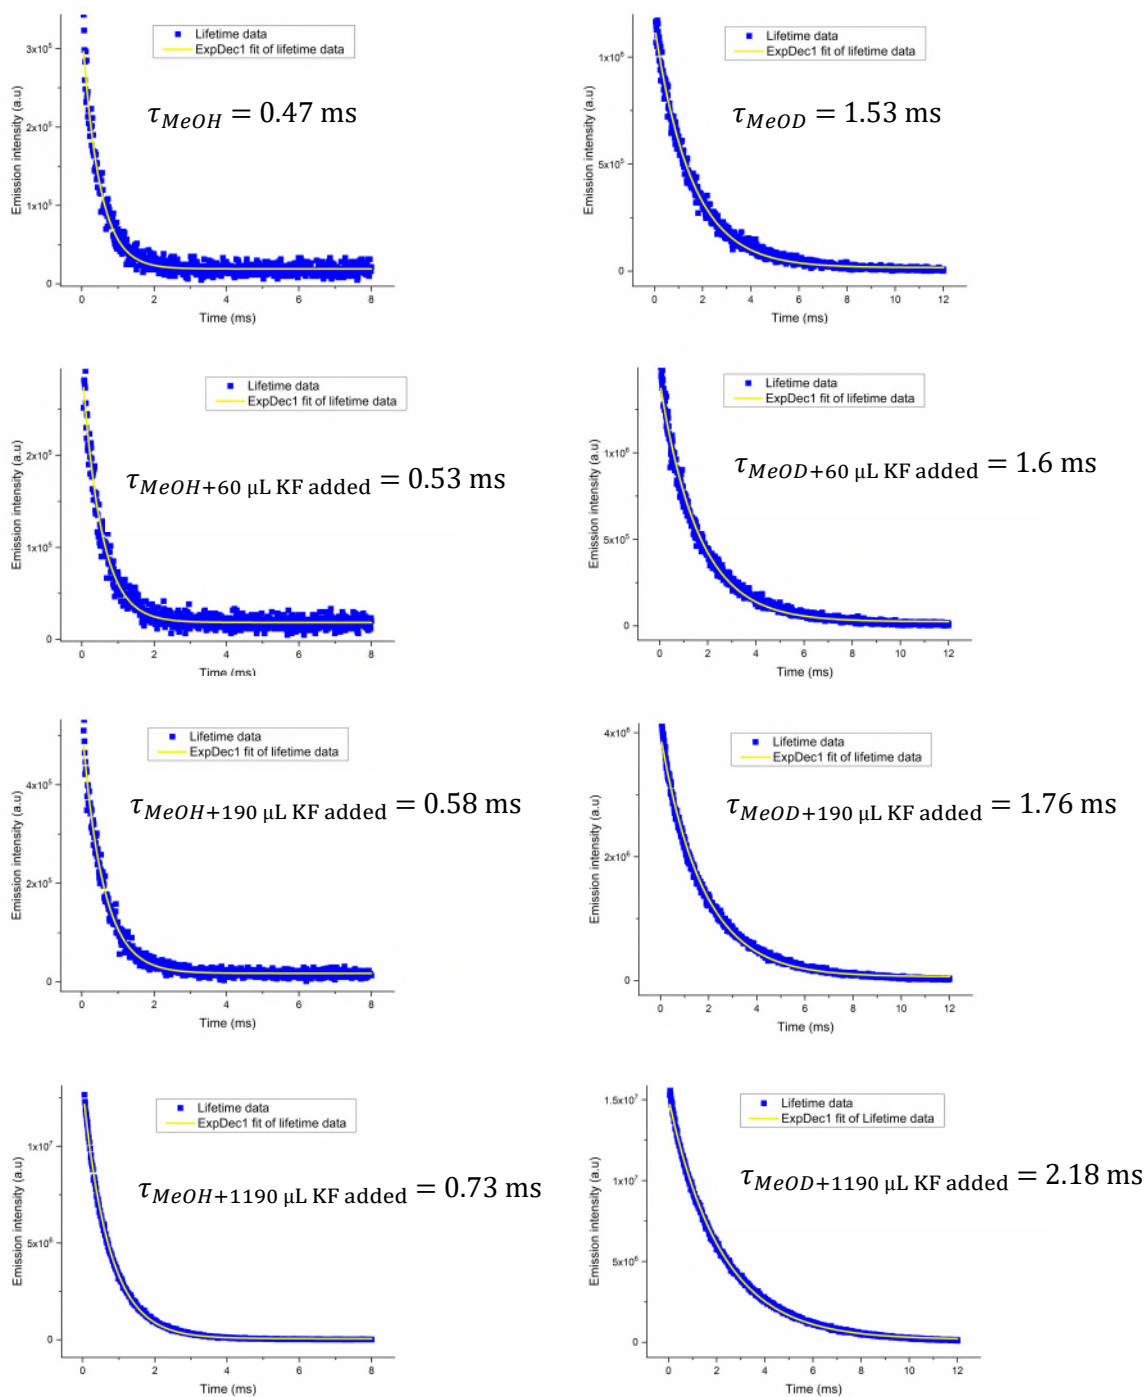 Lifetime data
ExpDec1 fit of lifetime data
τMeOH = 0.47 ms
Emission intensity (a.u)
3x10⁵
2x10⁵
1x10⁵
0
0 2 4 6 8
Time (ms)
Lifetime data
ExpDec1 fit of lifetime data
τMeOD = 1.53 ms
Emission intensity (a.u)
1x10⁶
5x10⁵
0
0 2 4 6 8 10 12
Time (ms)
Lifetime data
ExpDec1 fit of lifetime data
τMeOH+60 μL KF added = 0.53 ms
Emission intensity (a.u)
2x10⁵
1x10⁵
0
0 2 4 6 8
Time (ms)
Lifetime data
ExpDec1 fit of lifetime data
τMeOD+60 μL KF added = 1.6 ms
Emission intensity (a.u)
1x10⁶
5x10⁵
0
0 2 4 6 8 10 12
Time (ms)
Lifetime data
ExpDec1 fit of lifetime data
τMeOH+190 μL KF added = 0.58 ms
Emission intensity (a.u)
4x10⁵
2x10⁵
0
0 2 4 6 8
Time (ms)
Lifetime data
ExpDec1 fit of lifetime data
τMeOD+190 μL KF added = 1.76 ms
Emission intensity (a.u)
4x10⁶
2x10⁶
0
0 2 4 6 8 10 12
Time (ms)
Lifetime data
ExpDec1 fit of lifetime data
τMeOH+1190 μL KF added = 0.73 ms
Emission intensity (a.u)
1x10⁷
5x10⁶
0
0 2 4 6 8
Time (ms)
Lifetime data
ExpDec1 fit of Lifetime data
τMeOD+1190 μL KF added = 2.18 ms
Emission intensity (a.u)
1.5x10⁷
1x10⁷
5x10⁶
0
0 2 4 6 8 10 12
Time (ms)